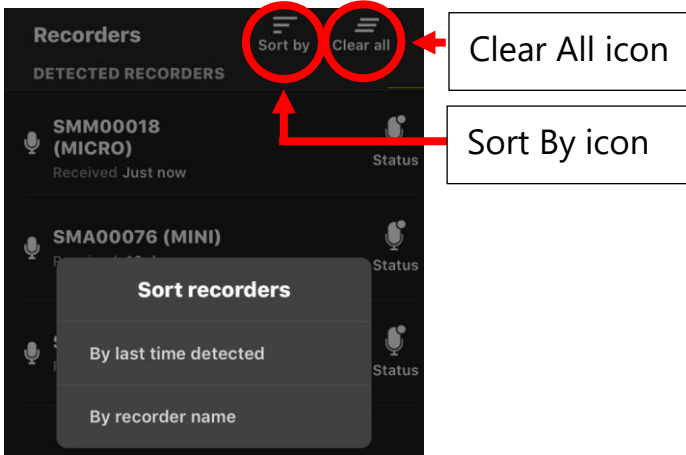 Recorders
Sort by
Clear all
Clear All icon
DETECTED RECORDERS
SMM00018
(MICRO)
Received Just now
Status
Sort By icon
SMA00076 (MINI)
Status
Sort recorders
By last time detected
Status
By recorder name